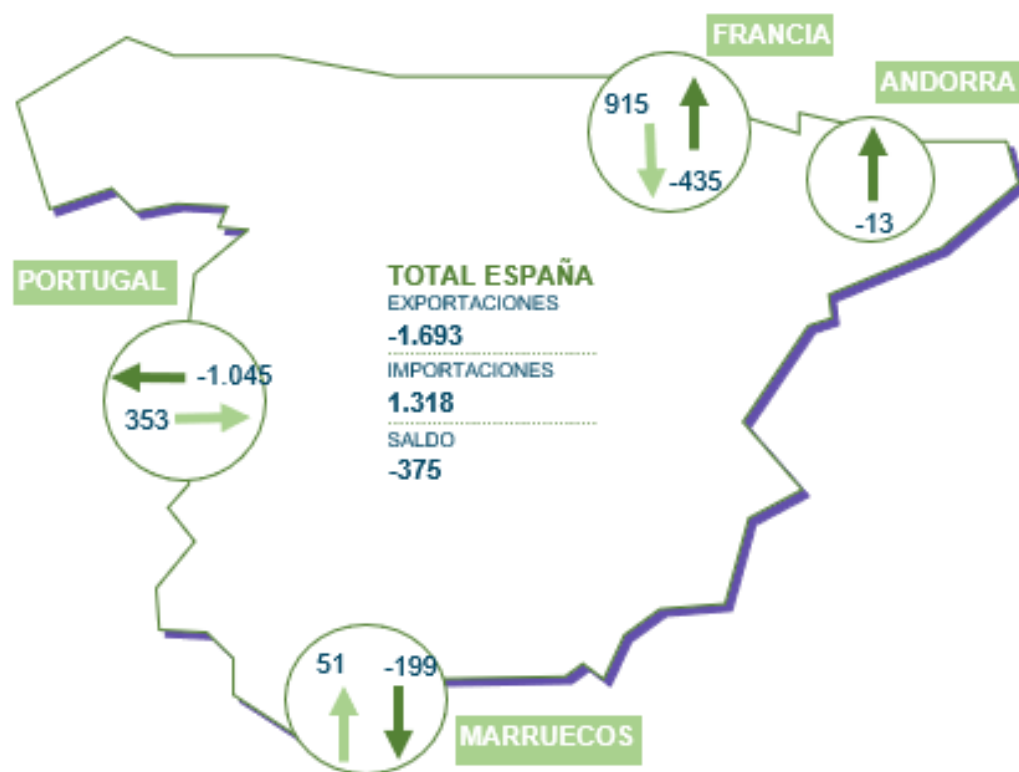 FRANCIA
915
-435
ANDORRA
-13
PORTUGAL
-1.045
353
TOTAL ESPAÑA
EXPORTACIONES
-1.693
IMPORTACIONES
1.318
SALDO
-375
51
-199
MARRUECOS